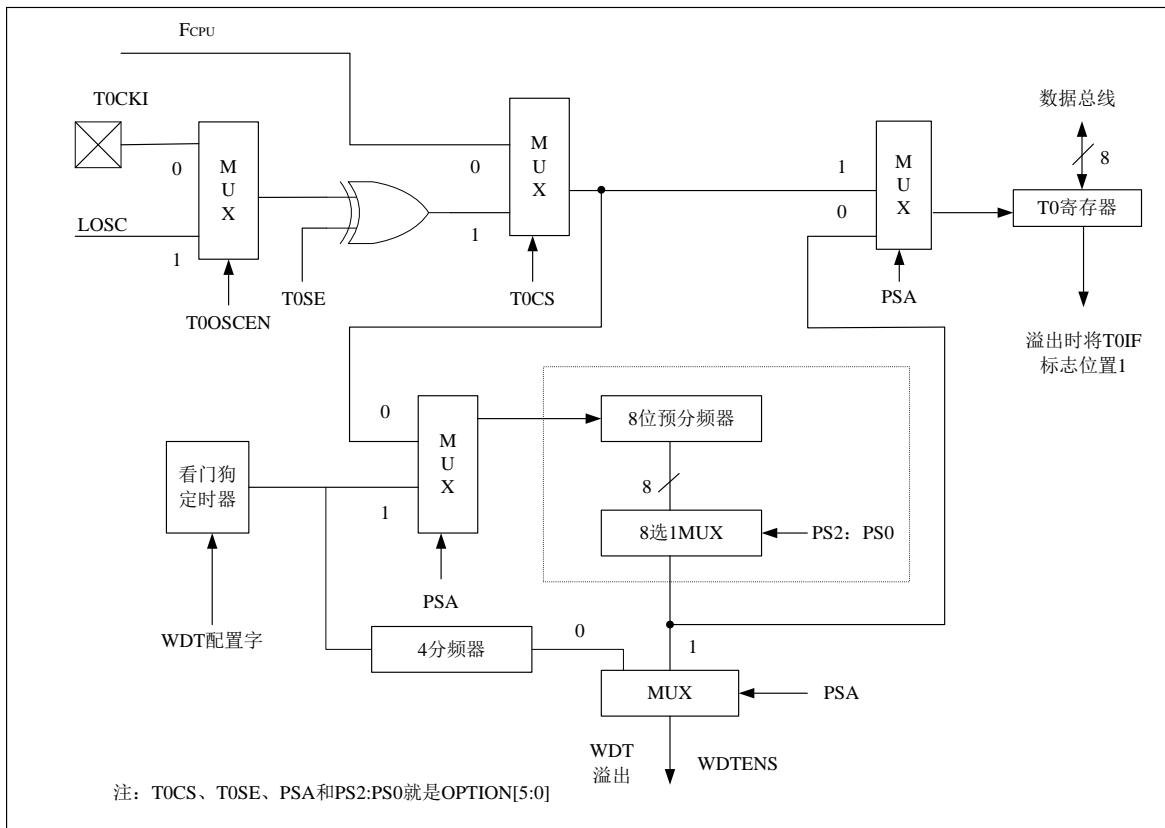 FCPU
T0CKI
0
LOSC
1
M
U
X
T0OSCEN
T0SE
0
1
M
U
X
T0CS
1
0
M
U
X
PSA
数据总线
8
T0寄存器
溢出时将T0IF
标志位置1
0
1
M
U
X
PSA
看门狗
定时器
WDT配置字
8位预分频器
8
8选1MUX
PS2：PS0
4分频器
0
1
MUX
PSA
WDT
溢出
WDTENS
注：T0CS、T0SE、PSA和PS2:PS0就是OPTION[5:0]